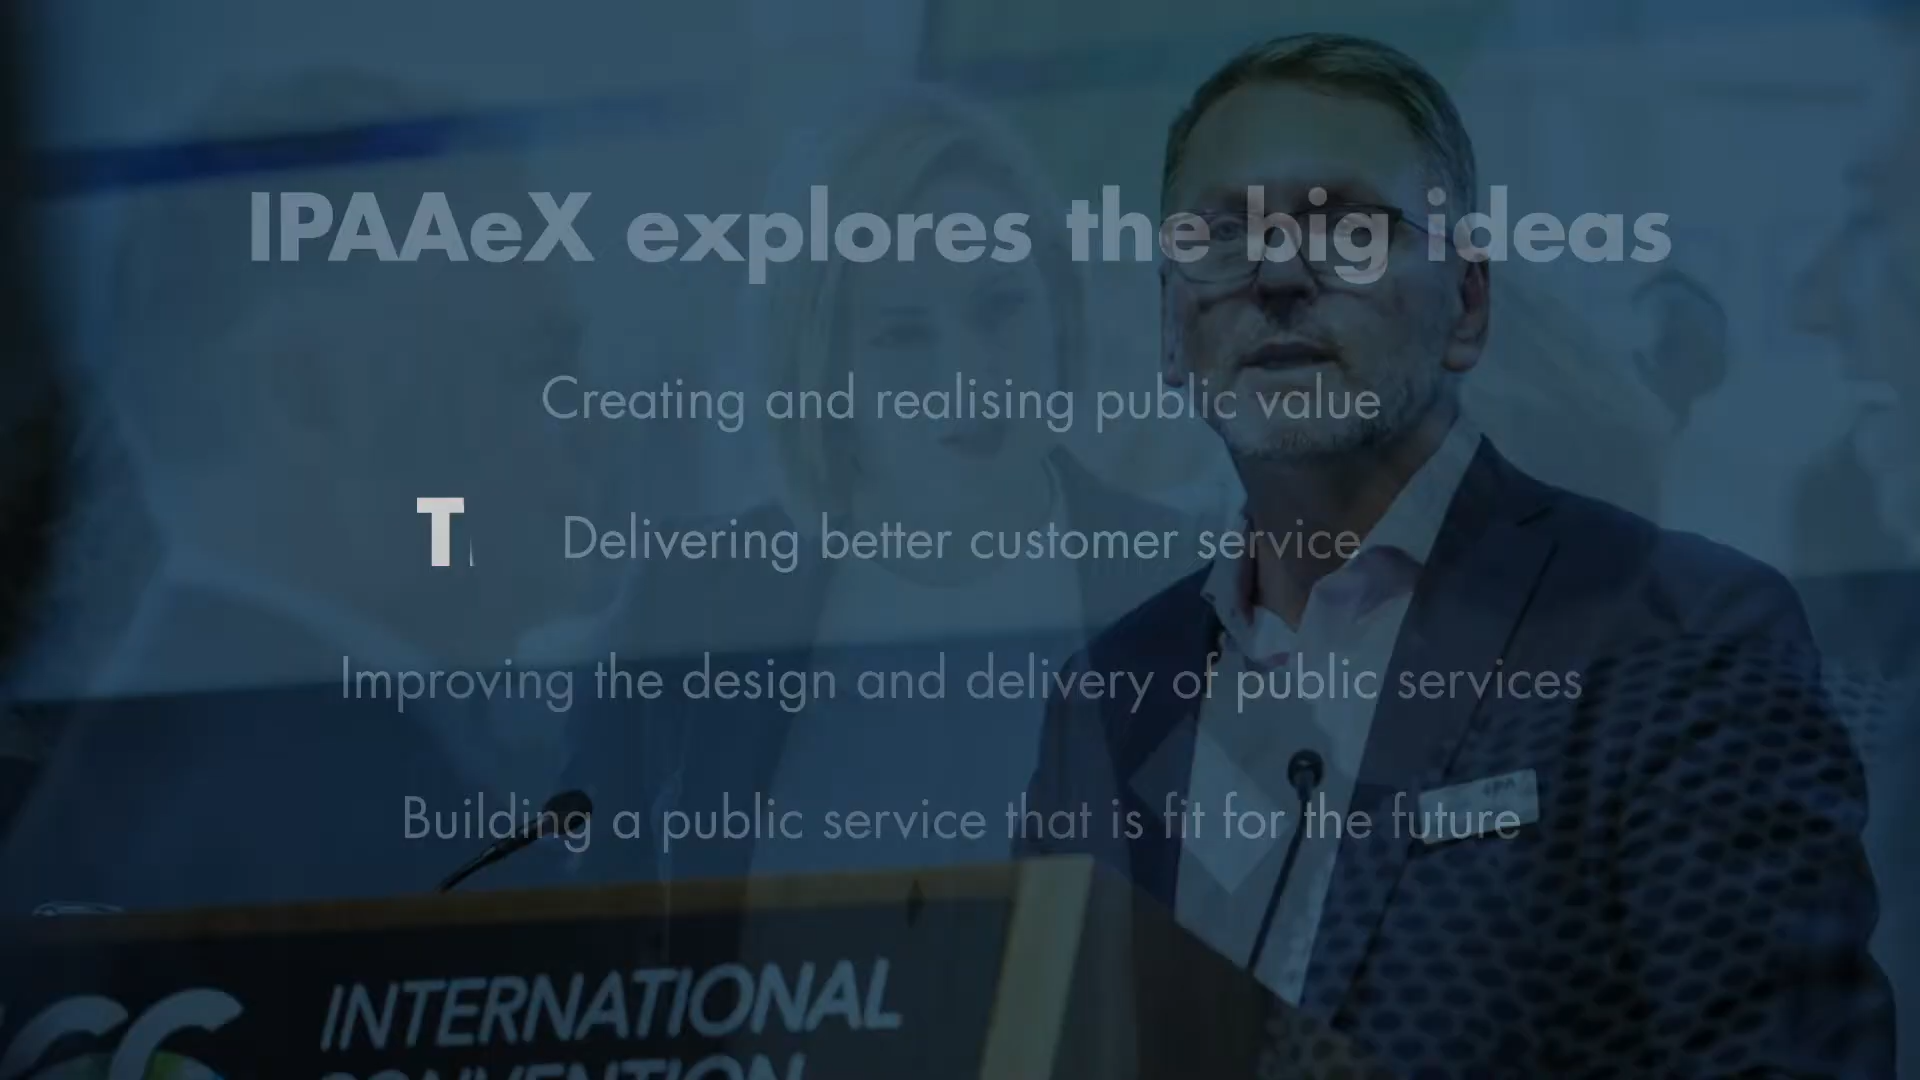 IPAAeX explores the big ideas
Creating and realising public value
T
Delivering better customer service
Improving the design and delivery of public services
Building a public service that is fit for the future
INTERNATIONAL
CONVENTION